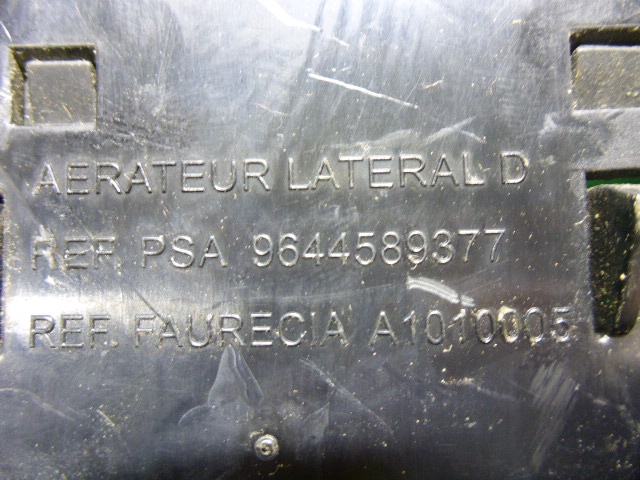 AERATEUR LATERAL D
REF. PSA 9644589377
REF. FAURECIA A1010005